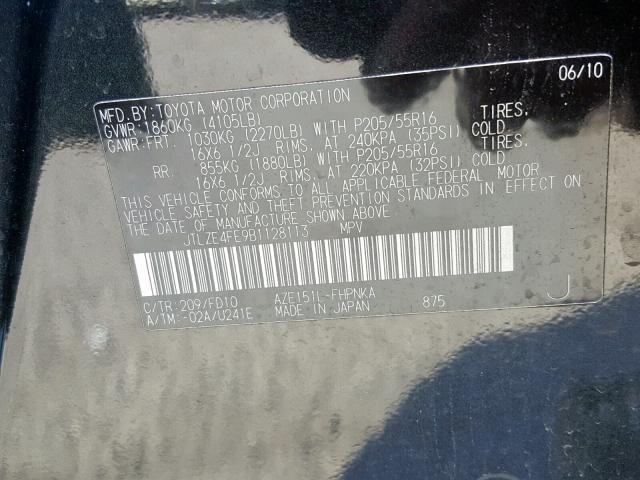 06/10
MFD.BY:TOYOTA MOTOR CORPORATION
GVWR:1860KG (4105LB)
GAWR:FRT. 1030KG (2270LB) WITH P205/55R16 TIRES,
16X6 1/2J RIMS, AT 240KPA (35PSI) COLD
RR. 855KG (1880LB) WITH P205/55R16 TIRES,
16X6 1/2J RIMS, AT 220KPA (32PSI) COLD
THIS VEHICLE CONFORMS TO ALL APPLICABLE FEDERAL MOTOR
VEHICLE SAFETY AND THEFT PREVENTION STANDARDS IN EFFECT ON
THE DATE OF MANUFACTURE SHOWN ABOVE.
JTLZE4FE9B1128113 MPV
C/TR:209/FD10 AZE151L-FHPNKA 875 J
A/TM:-02A/U241E MADE IN JAPAN